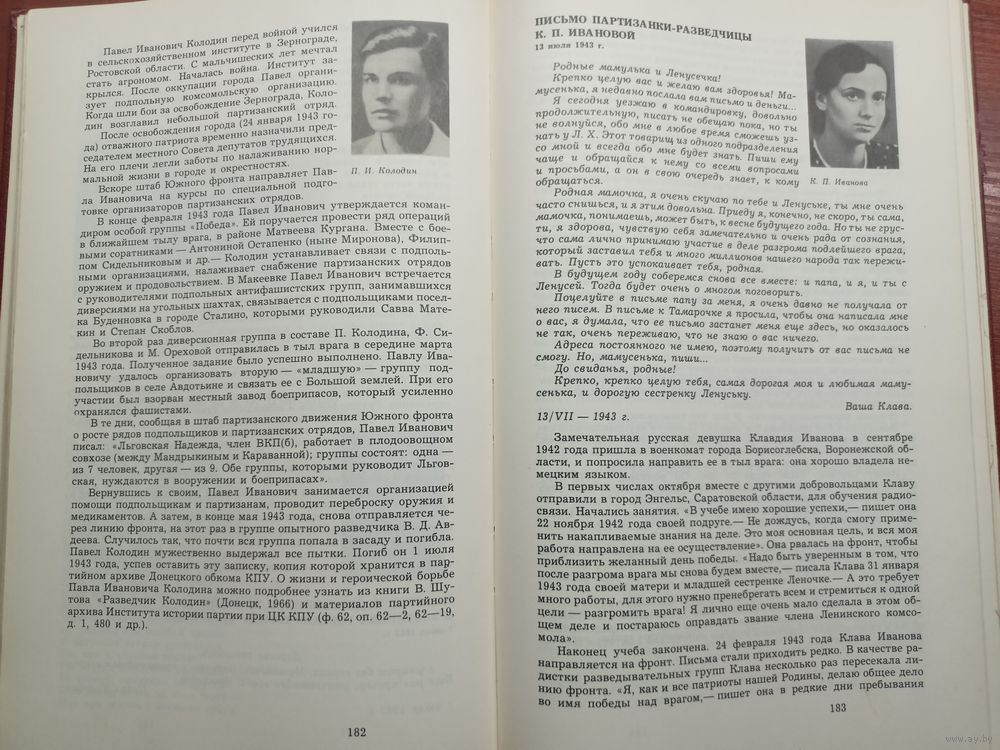 Павел Иванович Колодин перед войной учился
в сельскохозяйственном институте в Зернограде,
Ростовской области. С мальчишеских лет мечтал
стать агрономом. Началась война. Институт за-
крылся. После оккупации города Павел органи-
зует подпольную комсомольскую организацию.
Когда шли бои за освобождение Зернограда, Коло-
дин возглавил небольшой партизанский отряд.
После освобождения города (24 января 1943 го-
да) отважного патриота временно назначили пред-
седателем местного Совета депутатов трудящихся.
На его плечи легли заботы по налаживанию нор-
мальной жизни в городе и окрестностях.
Вскоре штаб Южного фронта направляет Пав-
ла Ивановича на курсы по специальной подго-
товке организаторов партизанских отрядов.
П. И. Колодин
В конце февраля 1943 года Павел Иванович утверждается коман-
диром особой группы «Победа». Ей поручается провести ряд операций
в ближайшем тылу врага, в районе Матвеева Кургана. Вместе с бое-
выми соратниками — Антониной Остапенко (ныне Миронова), Филип-
пом Сидельниковым и др.— Колодин устанавливает связи с подполь-
ными организациями, налаживает снабжение партизанских отрядов
оружием и продовольствием. В Макеевке Павел Иванович встречается
с руководителями подпольных антифашистских групп, занимавшихся
диверсиями на угольных шахтах, связывается с подпольщиками посел-
ка Буденновка в городе Сталино, которыми руководили Савва Мате-
кин и Степан Скоблов.
Во второй раз диверсионная группа в составе П. Колодина, Ф. Си-
дельникова и М. Ореховой отправилась в тыл врага в середине марта
1943 года. Полученное задание было успешно выполнено. Павлу Ива-
новичу удалось организовать вторую — «младшую» — группу под-
польщиков в селе Авдотьине и связать ее с Большой землей. При его
участии был взорван местный завод боеприпасов, который усиленно
охранялся фашистами.
В те дни, сообщая в штаб партизанского движения Южного фронта
о росте рядов подпольщиков и партизанских отрядов, Павел Иванович
писал: «Льговская Надежда, член ВКП(б), работает в плодоовощном
совхозе (между Мандрыкиным и Караванной); группы состоят: одна —
из 7 человек, другая — из 9. Обе группы, которыми руководит Льгов-
ская, нуждаются в вооружении и боеприпасах».
Вернувшись к своим, Павел Иванович занимается организацией
помощи подпольщикам и партизанам, проводит переброску оружия и
медикаментов. А затем, в конце мая 1943 года, снова отправляется че-
рез линию фронта, на этот раз в группе опытного разведчика В. Д. Ав-
деева. Случилось так, что почти вся группа попала в засаду и погибла.
Павел Колодин мужественно выдержал все пытки. Погиб он 1 июля
1943 года, успев оставить эту записку, копия которой хранится в пар-
тийном архиве Донецкого обкома КПУ. О жизни и героической борьбе
Павла Ивановича Колодина можно подробнее узнать из книги В. Шу-
това «Разведчик Колодин» (Донецк, 1966) и материалов партийного
архива Института истории партии при ЦК КПУ (ф. 62, оп. 62—2, 62—19,
д. 1, 480 и др.).
182
ПИСЬМО ПАРТИЗАНКИ-РАЗВЕДЧИЦЫ
К. П. ИВАНОВОЙ
13 июля 1943 г.
Родные мамулька и Ленусечка!
Крепко целую вас и желаю вам здоровья! Ма-
мусенька, я недавно послала вам письмо и деньги...
Я сегодня уезжаю в командировку, довольно
продолжительную, писать не обещаю пока, но ты
не волнуйся, обо мне в любое время сможешь уз-
нать у Л. Х. Этот товарищ из одного подразделения
со мной и всегда обо мне будет знать. Пиши ему
чаще и обращайся к нему со всеми вопросами
и просьбами, а он в свою очередь знает, к кому
обращаться.
К. П. Иванова
Родная мамочка, я очень скучаю по тебе и Ленуське, ты мне очень
часто снишься, и я этим довольна. Приеду я, конечно, не скоро, ты сама,
мамочка, понимаешь, может быть, к весне будущего года. Но ты не грус-
ти, я здорова, чувствую себя замечательно и очень рада от сознания,
что сама лично принимаю участие в деле разгрома подлейшего врага,
который заставил тебя и много миллионов нашего народа так пережи-
вать. Пусть это успокаивает тебя, родная.
В будущем году соберемся снова все вместе: и папа, и я, и ты с
Ленусей. Тогда будет очень о многом поговорить.
Поцелуйте в письме папу за меня, я очень давно не получала от
него писем. В письме к Тамарочке я просила, чтобы она написала мне
о вас, я думала, что ее письмо застанет меня еще здесь, но оказалось
не так, очень переживаю, что не знаю о вас ничего.
Адреса постоянного не имею, поэтому получить от вас письма не
смогу. Но, мамусенька, пиши...
До свиданья, родные!
Крепко, крепко целую тебя, самая дорогая моя и любимая маму-
сенька, и дорогую сестренку Ленуську.
Ваша Клава.
13/VII — 1943 г.
Замечательная русская девушка Клавдия Иванова в сентябре
1942 года пришла в военкомат города Борисоглебска, Воронежской об-
ласти, и попросила направить ее в тыл врага: она хорошо владела не-
мецким языком.
В первых числах октября вместе с другими добровольцами Клаву
отправили в город Энгельс, Саратовской области, для обучения радио-
связи. Начались занятия. «В учебе имею хорошие успехи,— пишет она
22 ноября 1942 года своей подруге.— Не дождусь, когда смогу приме-
нить накапливаемые знания на деле. Это моя основная цель, и вся моя
работа направлена на ее осуществление». Она рвалась на фронт, чтобы
приблизить желанный день победы. «Надо быть уверенным в том, что
после разгрома врага мы снова будем вместе,— писала Клава 31 января
1943 года своей матери и младшей сестренке Леночке.— А это требует
много работы, для этого нужно пренебрегать всем и стремиться к одной
цели — разгромить врага! Я лично еще очень мало сделала в этом об-
щем деле и постараюсь оправдать звание члена Ленинского комсо-
мола».
Наконец учеба закончена. 24 февраля 1943 года Клава Иванова
направляется на фронт. Письма стали приходить редко. В качестве ра-
дистки разведывательных групп Клава несколько раз пересекала ли-
нию фронта. «Я, как и все патриоты нашей Родины, делаю общее дело
во имя победы над врагом,— пишет она в редкие дни пребывания
183
www.ay.by